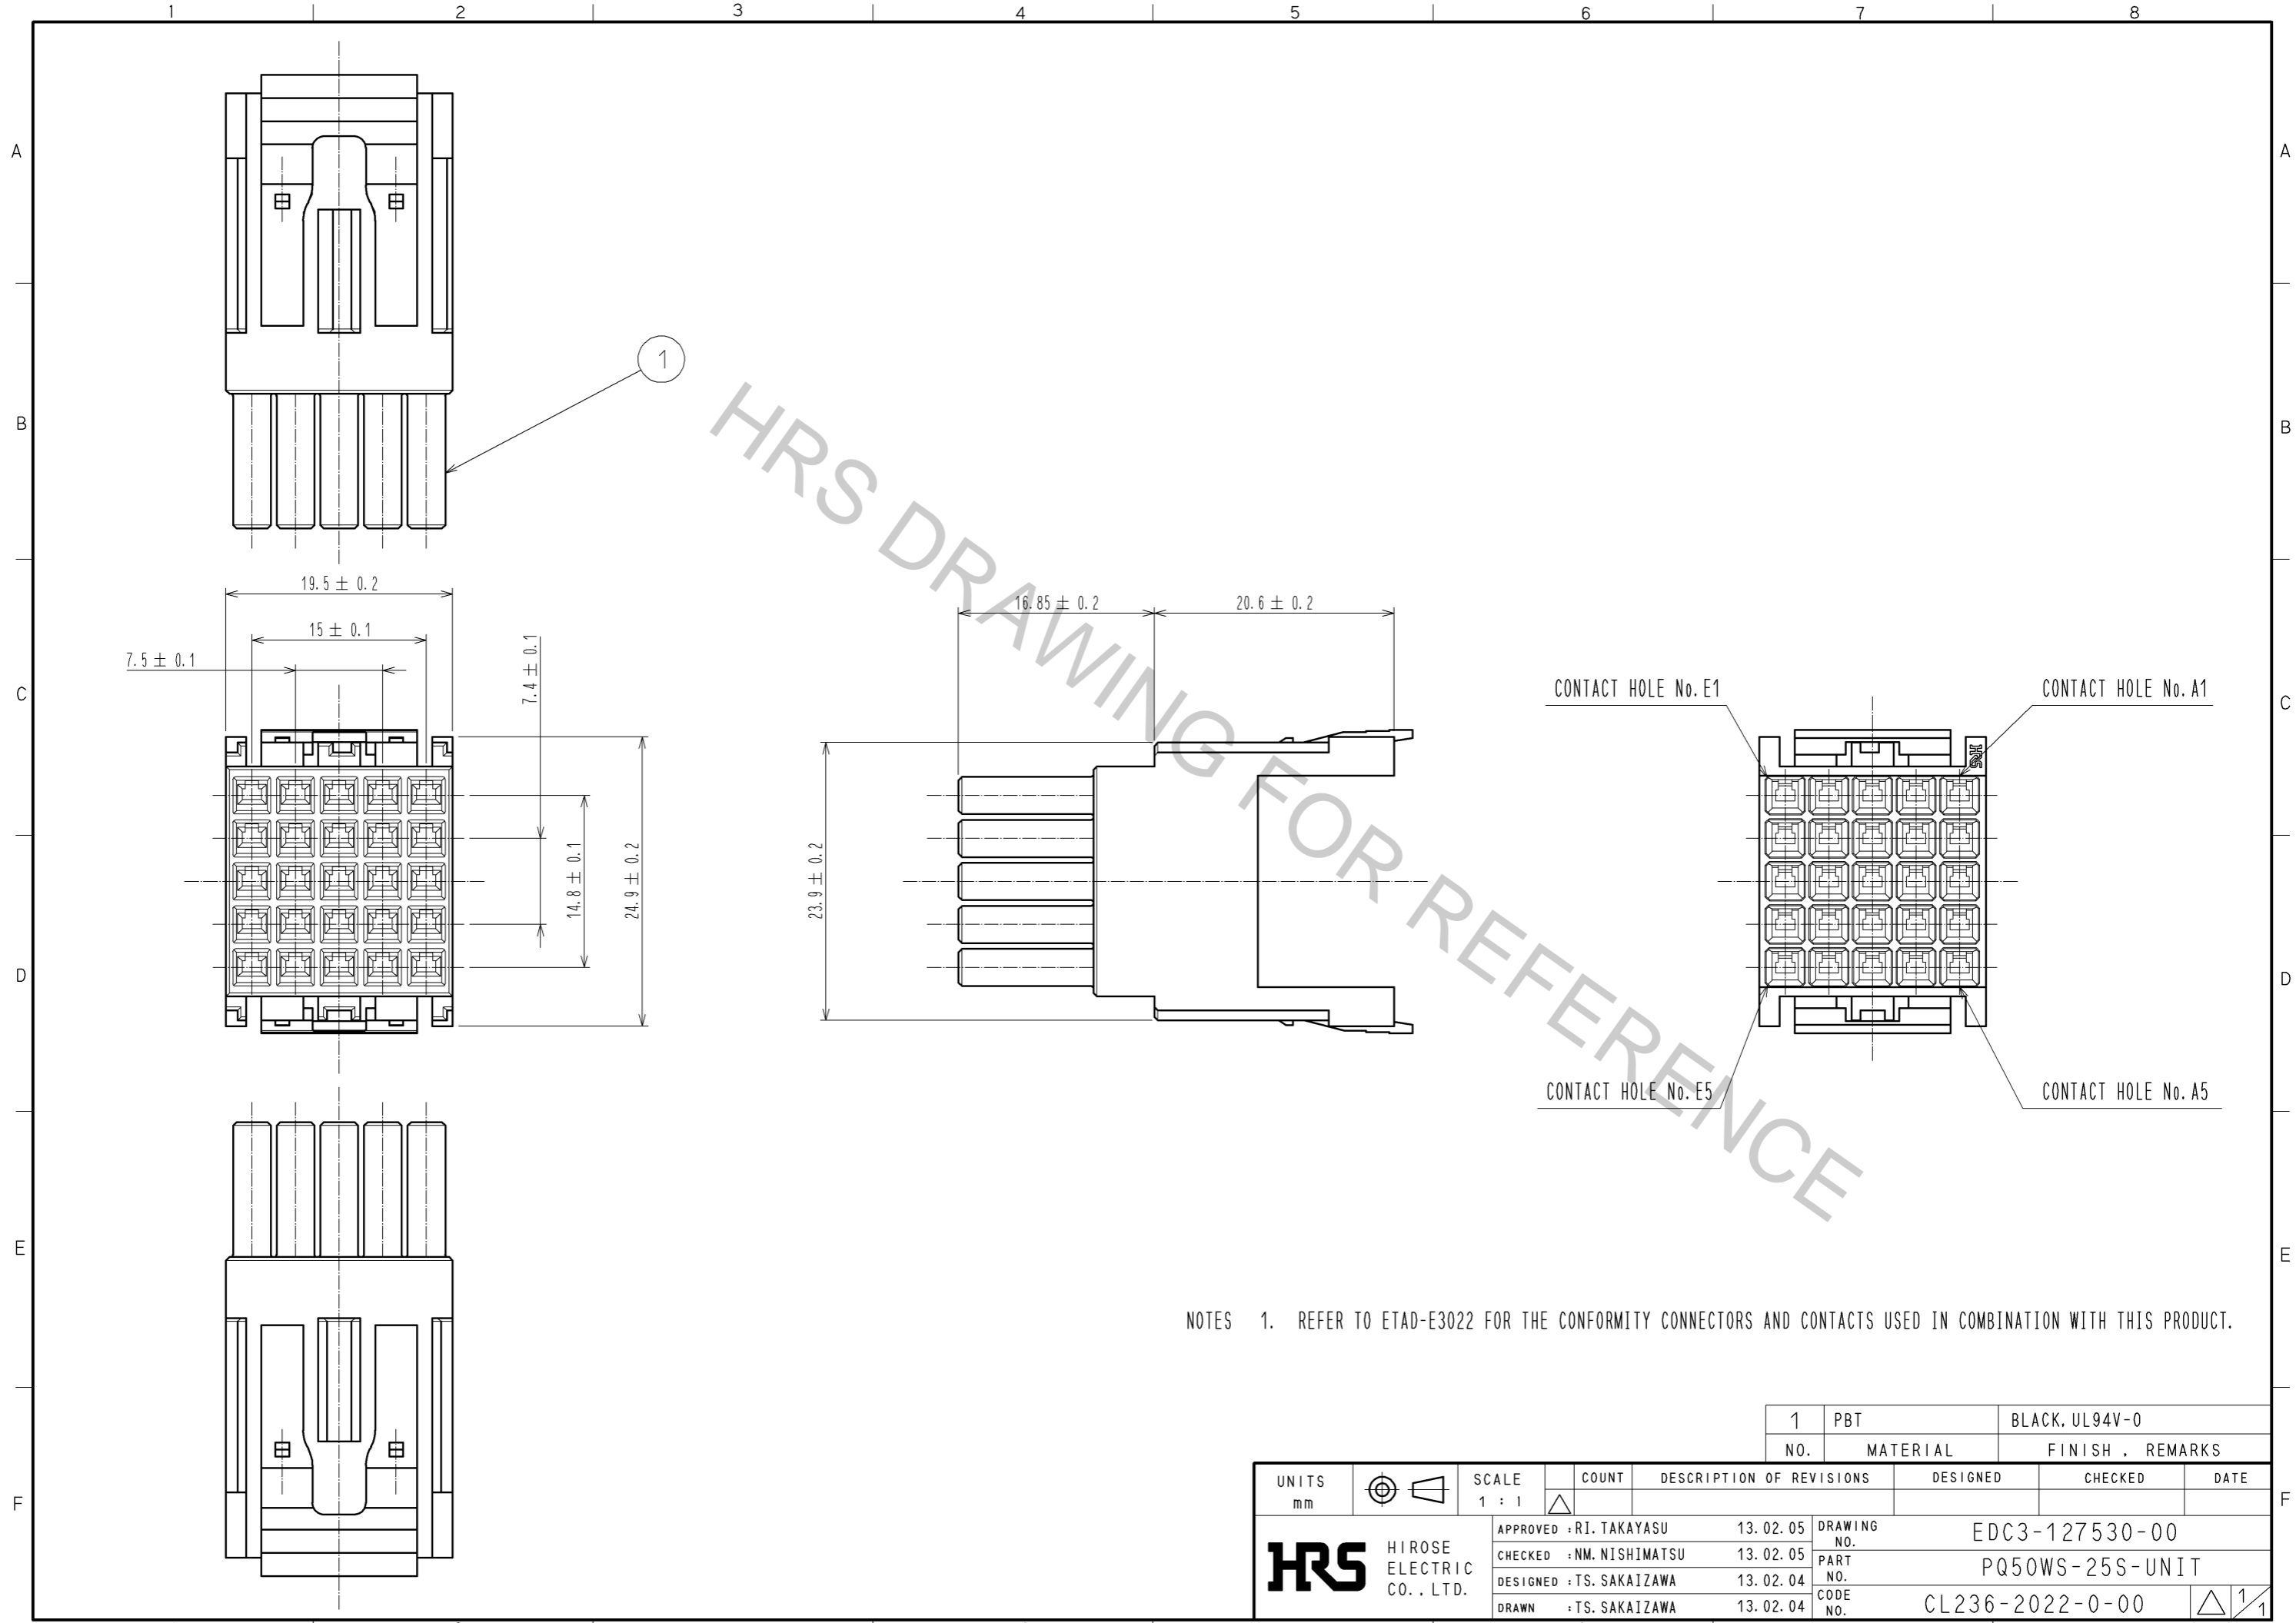 1 2 3 4 5 6 7 8
A A
B B
C C
D D
E E
F F
1
HRS DRAWING FOR REFERENCE
19.5 ± 0.2
15 ± 0.1
7.5 ± 0.1
7.4 ± 0.1
14.8 ± 0.1
24.9 ± 0.2
16.85 ± 0.2
20.6 ± 0.2
23.9 ± 0.2
CONTACT HOLE No. E1
CONTACT HOLE No. A1
HRS
CONTACT HOLE No. E5
CONTACT HOLE No. A5
NOTES 1. REFER TO ETAD-E3022 FOR THE CONFORMITY CONNECTORS AND CONTACTS USED IN COMBINATION WITH THIS PRODUCT.
1 PBT BLACK, UL94V-0
NO. MATERIAL FINISH , REMARKS
UNITS mm
SCALE 1 : 1
COUNT DESCRIPTION OF REVISIONS DESIGNED CHECKED DATE
HRS HIROSE ELECTRIC CO., LTD.
APPROVED : RI. TAKAYASU 13. 02. 05
CHECKED : NM. NISHIMATSU 13. 02. 05
DESIGNED : TS. SAKAIZAWA 13. 02. 04
DRAWN : TS. SAKAIZAWA 13. 02. 04
DRAWING NO. EDC3-127530-00
PART NO. PQ50WS-25S-UNIT
CODE NO. CL236-2022-0-00
1/1